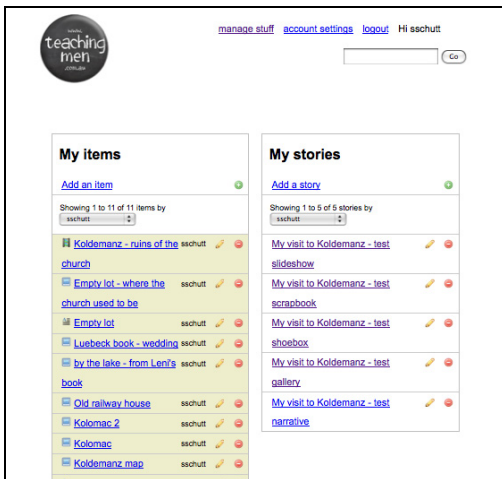 www.
teaching
men
.com.au
manage stuff account settings logout Hi sschutt
Go
My items
Add an item
Showing 1 to 11 of 11 items by
sschutt
Koldemanz - ruins of the sschutt
church
Empty lot - where the sschutt
church used to be
Empty lot sschutt
Luebeck book - wedding sschutt
by the lake - from Leni's sschutt
book
Old railway house sschutt
Kolomac 2 sschutt
Kolomac sschutt
Koldemanz map sschutt
My stories
Add a story
Showing 1 to 5 of 5 stories by
sschutt
My visit to Koldemanz - test
slideshow
My visit to Koldemanz - test
scrapbook
My visit to Koldemanz - test
shoebox
My visit to Koldemanz - test
gallery
My visit to Koldemanz - test
narrative